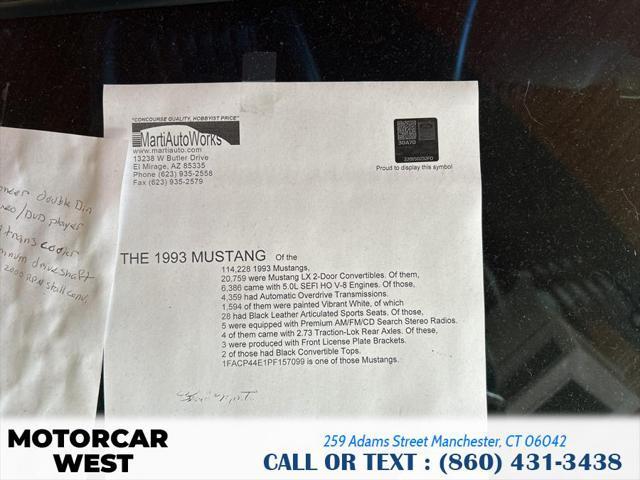 "CONCOURSE QUALITY, HOBBYIST PRICE"
MartiAutoWorks
www.martiauto.com
13238 W Butler Drive
El Mirage, AZ 85335
Phone (623) 935-2558
Fax (623) 935-2579
30A70
Proud to display this symbol
double Din
/DVD player
trans cooler
driveshaft
2000 RPM stall conv.
THE 1993 MUSTANG Of the
114,228 1993 Mustangs,
20,759 were Mustang LX 2-Door Convertibles. Of them,
6,386 came with 5.0L SEFI HO V-8 Engines. Of those,
4,359 had Automatic Overdrive Transmissions.
1,594 of them were painted Vibrant White, of which
28 had Black Leather Articulated Sports Seats. Of those,
5 were equipped with Premium AM/FM/CD Search Stereo Radios.
4 of them came with 2.73 Traction-Lok Rear Axles. Of these,
3 were produced with Front License Plate Brackets.
2 of those had Black Convertible Tops.
1FACP44E1PF157099 is one of those Mustangs.
MOTORCAR
WEST
259 Adams Street Manchester, CT 06042
CALL OR TEXT : (860) 431-3438